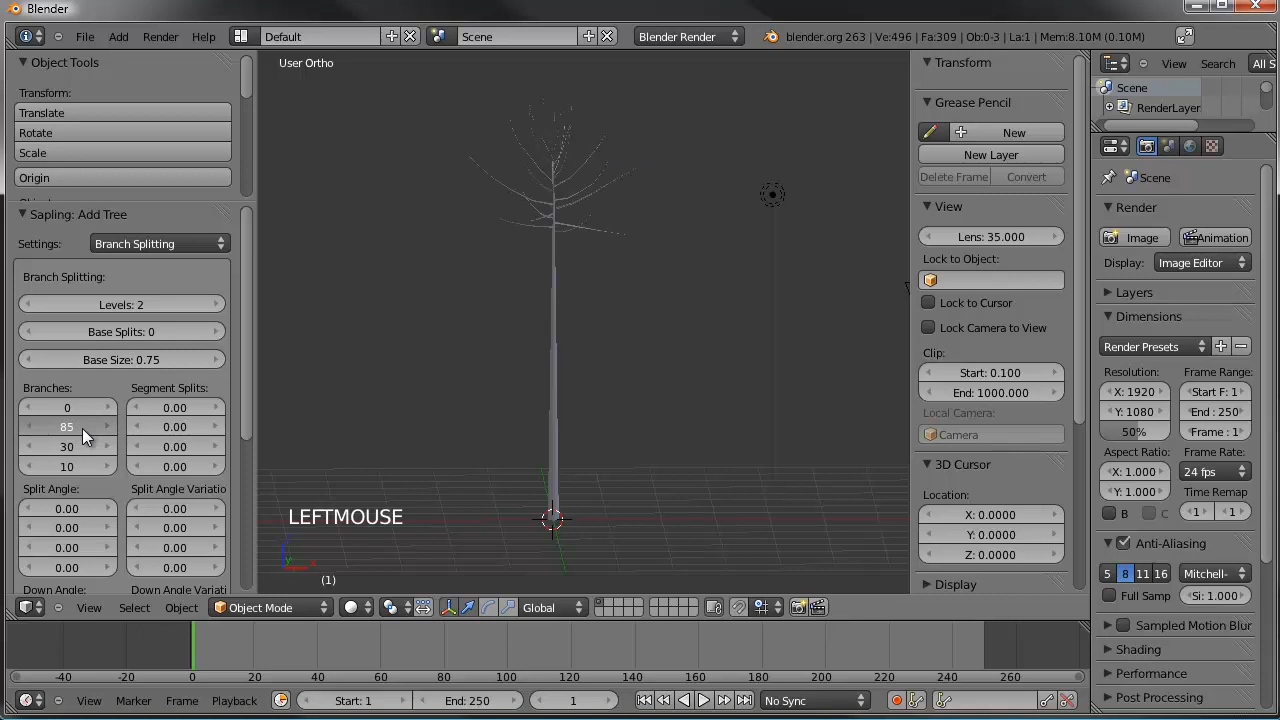 Blender
File Add Render Help Default Scene Blender Render blender.org 263 | Ve:496 | Fa:309 | Ob:0-3 | La:1 | Mem:8.10M (0.10M) View Search All S
Object Tools
Transform:
Translate
Rotate
Scale
Origin
Sapling: Add Tree
Settings: Branch Splitting
Branch Splitting:
Levels: 2
Base Splits: 0
Base Size: 0.75
Branches: Segment Splits:
0 0.00
85 0.00
30 0.00
10 0.00
Split Angle: Split Angle Variatio
0.00 0.00
0.00 0.00
0.00 0.00
0.00 0.00
Down Angle: Down Angle Variati
User Ortho
LEFTMOUSE
x
y
(1)
View Select Object Object Mode Global
Transform
Grease Pencil
New
New Layer
Delete Frame Convert
View
Lens: 35.000
Lock to Object:
Lock to Cursor
Lock Camera to View
Clip:
Start: 0.100
End: 1000.000
Local Camera:
Camera
3D Cursor
Location:
X: 0.0000
Y: 0.0000
Z: 0.0000
Display
Scene
RenderLayer
Scene
Render
Image Animation
Display: Image Editor
Layers
Dimensions
Render Presets
Resolution: Frame Range:
X: 1920 Start F: 1
Y: 1080 End : 250
50% Frame : 1
Aspect Ratio: Frame Rate:
X: 1.000 24 fps
Y: 1.000 Time Remap
B C 1 1
Anti-Aliasing
5 8 11 16 Mitchell-
Full Samp Si: 1.000
Sampled Motion Blur
Shading
Performance
Post Processing
-40 -20 0 20 40 60 80 100 120 140 160 180 200 220 240 260
View Marker Frame Playback Start: 1 End: 250 1 No Sync